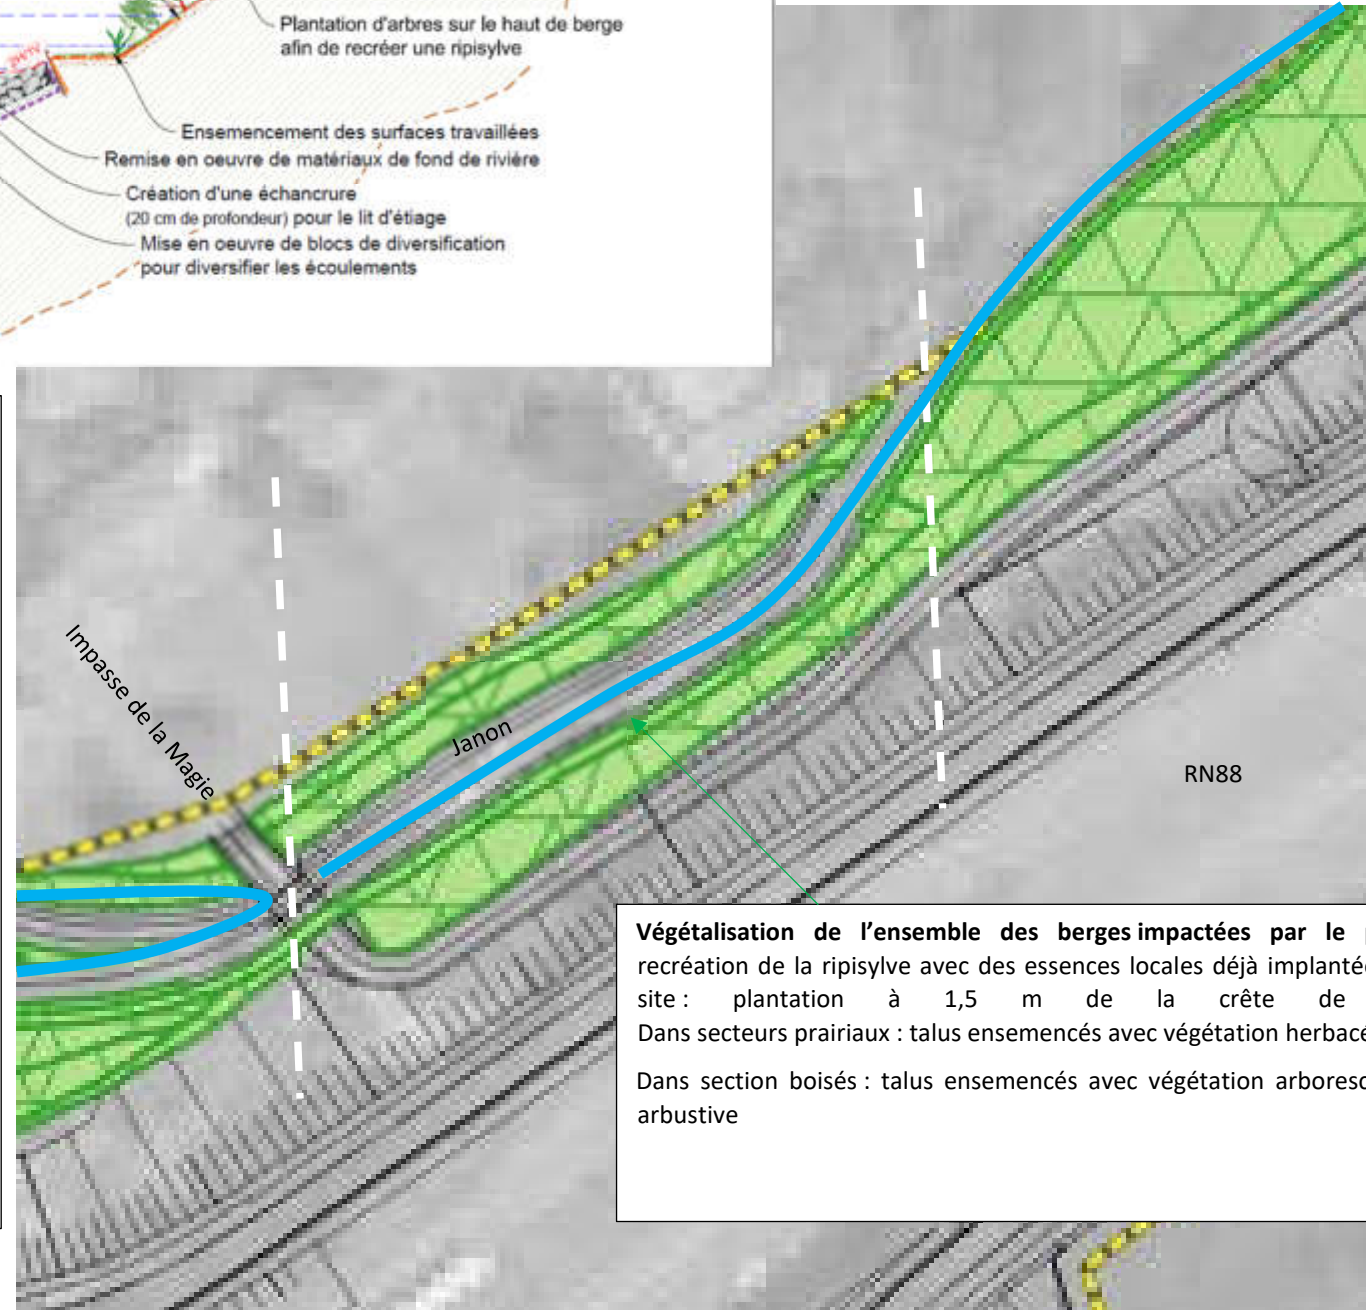 Plantation d'arbres sur le haut de berge
afin de recréer une ripisylve
Ensemencement des surfaces travaillées
Remise en oeuvre de matériaux de fond de rivière
Création d'une échancrure
(20 cm de profondeur) pour le lit d'étiage
Mise en oeuvre de blocs de diversification
pour diversifier les écoulements
Impasse de la Magie
Janon
RN88
Végétalisation de l'ensemble des berges impactées par le
recréation de la ripisylve avec des essences locales déjà implanté
site : plantation à 1,5 m de la crête de
Dans secteurs prairiaux : talus ensemencés avec végétation herbacé
Dans section boisés : talus ensemencés avec végétation arboresc
arbustive